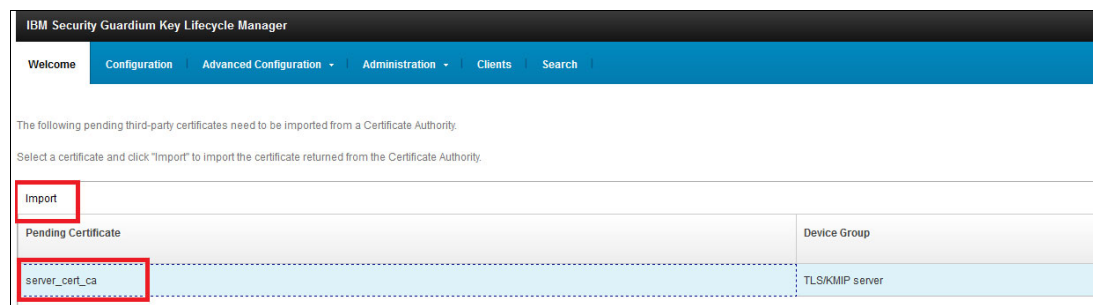 IBM Security Guardium Key Lifecycle Manager
Welcome Configuration Advanced Configuration Administration Clients Search
The following pending third-party certificates need to be imported from a Certificate Authority.
Select a certificate and click "Import" to import the certificate returned from the Certificate Authority.
Import
Pending Certificate Device Group
server_cert_ca TLS/KMIP server